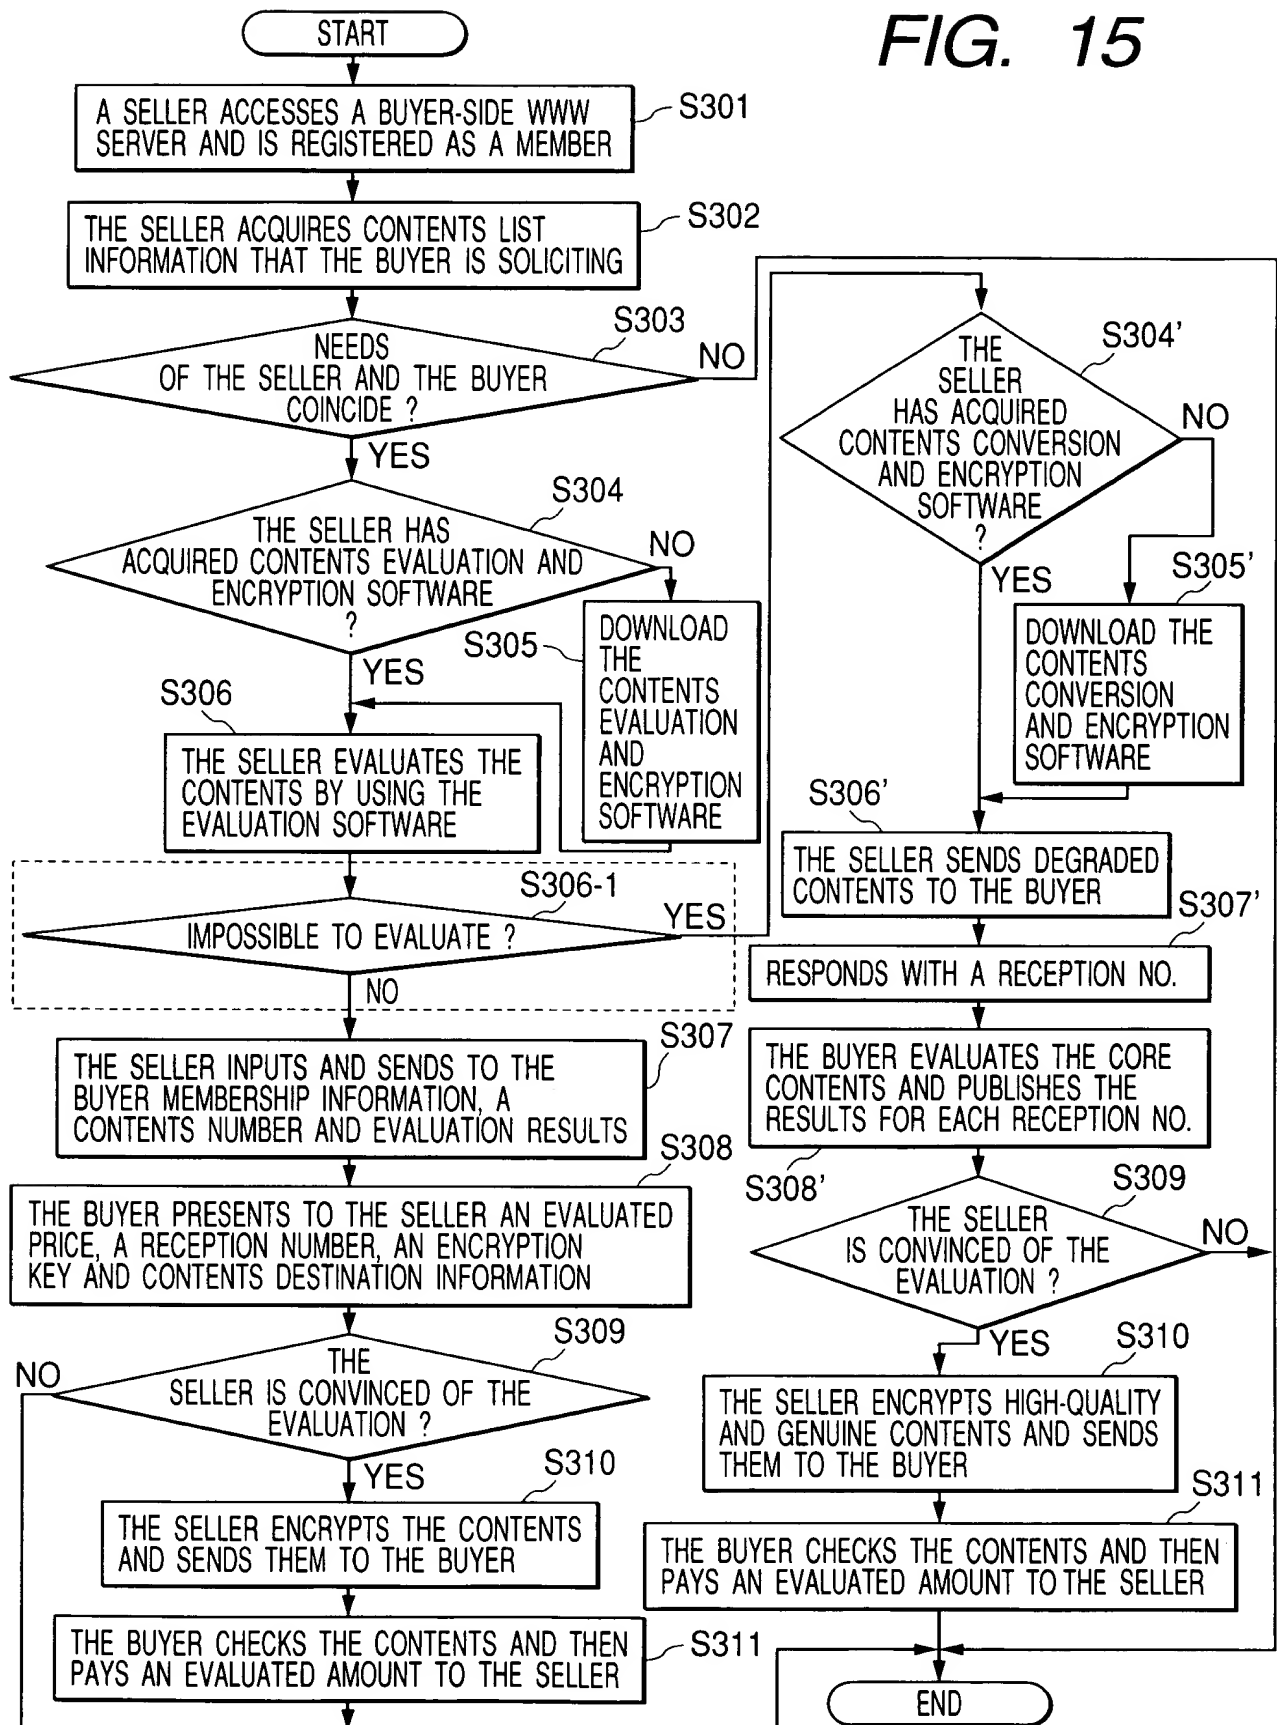 FIG. 15
START
A SELLER ACCESSES A BUYER-SIDE WWW
SERVER AND IS REGISTERED AS A MEMBER
S301
THE SELLER ACQUIRES CONTENTS LIST
INFORMATION THAT THE BUYER IS SOLICITING
S302
NEEDS
OF THE SELLER AND THE BUYER
COINCIDE ?
S303
NO
YES
THE SELLER HAS
ACQUIRED CONTENTS EVALUATION AND
ENCRYPTION SOFTWARE
?
S304
NO
YES
S305
DOWNLOAD
THE
CONTENTS
EVALUATION
AND
ENCRYPTION
SOFTWARE
S306
THE SELLER EVALUATES THE
CONTENTS BY USING THE
EVALUATION SOFTWARE
S306-1
IMPOSSIBLE TO EVALUATE ?
YES
NO
S307
THE SELLER INPUTS AND SENDS TO THE
BUYER MEMBERSHIP INFORMATION, A
CONTENTS NUMBER AND EVALUATION RESULTS
S308
THE BUYER PRESENTS TO THE SELLER AN EVALUATED
PRICE, A RECEPTION NUMBER, AN ENCRYPTION
KEY AND CONTENTS DESTINATION INFORMATION
S309
NO
THE
SELLER IS CONVINCED OF THE
EVALUATION ?
YES
S310
THE SELLER ENCRYPTS THE CONTENTS
AND SENDS THEM TO THE BUYER
THE BUYER CHECKS THE CONTENTS AND THEN
PAYS AN EVALUATED AMOUNT TO THE SELLER
S311
S304'
THE
SELLER
HAS ACQUIRED
CONTENTS CONVERSION
AND ENCRYPTION
SOFTWARE
?
NO
YES
S305'
DOWNLOAD THE
CONTENTS
CONVERSION
AND ENCRYPTION
SOFTWARE
S306'
THE SELLER SENDS DEGRADED
CONTENTS TO THE BUYER
S307'
RESPONDS WITH A RECEPTION NO.
THE BUYER EVALUATES THE CORE
CONTENTS AND PUBLISHES THE
RESULTS FOR EACH RECEPTION NO.
S308'
S309
THE SELLER
IS CONVINCED OF THE
EVALUATION ?
NO
YES
S310
THE SELLER ENCRYPTS HIGH-QUALITY
AND GENUINE CONTENTS AND SENDS
THEM TO THE BUYER
S311
THE BUYER CHECKS THE CONTENTS AND THEN
PAYS AN EVALUATED AMOUNT TO THE SELLER
END